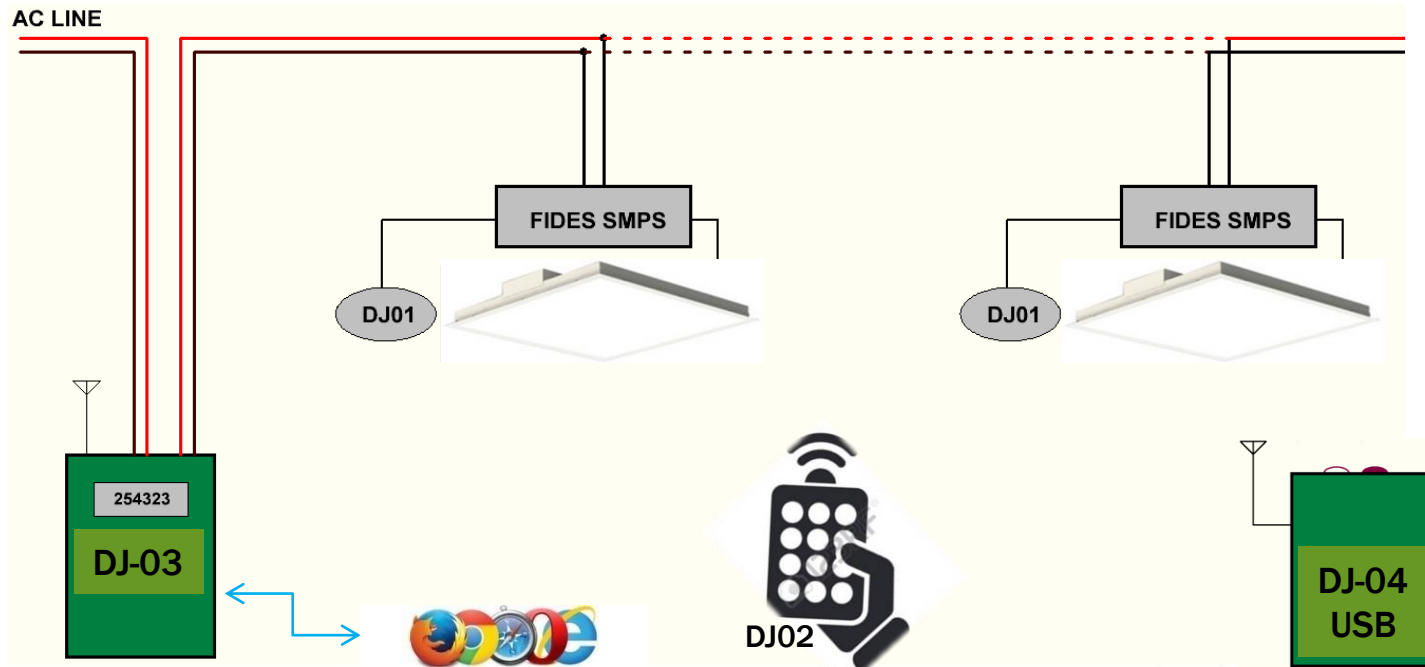 AC LINE
FIDES SMPS
FIDES SMPS
DJ01
DJ01
254323
DJ-03
DJ02
DJ-04
USB